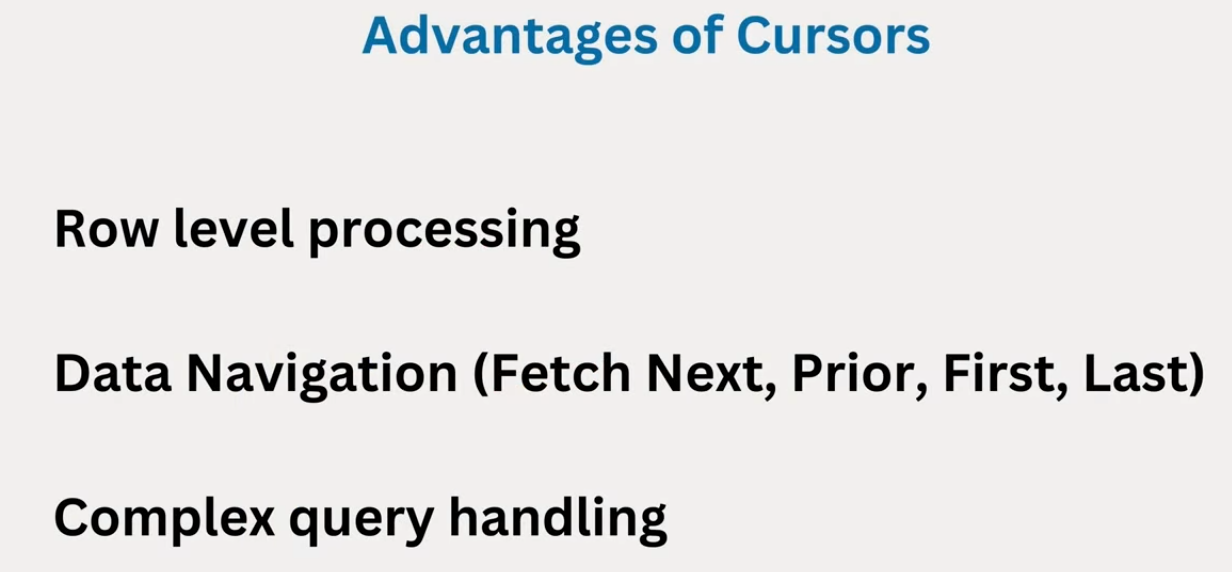 Advantages of Cursors
Row level processing
Data Navigation (Fetch Next, Prior, First, Last)
Complex query handling